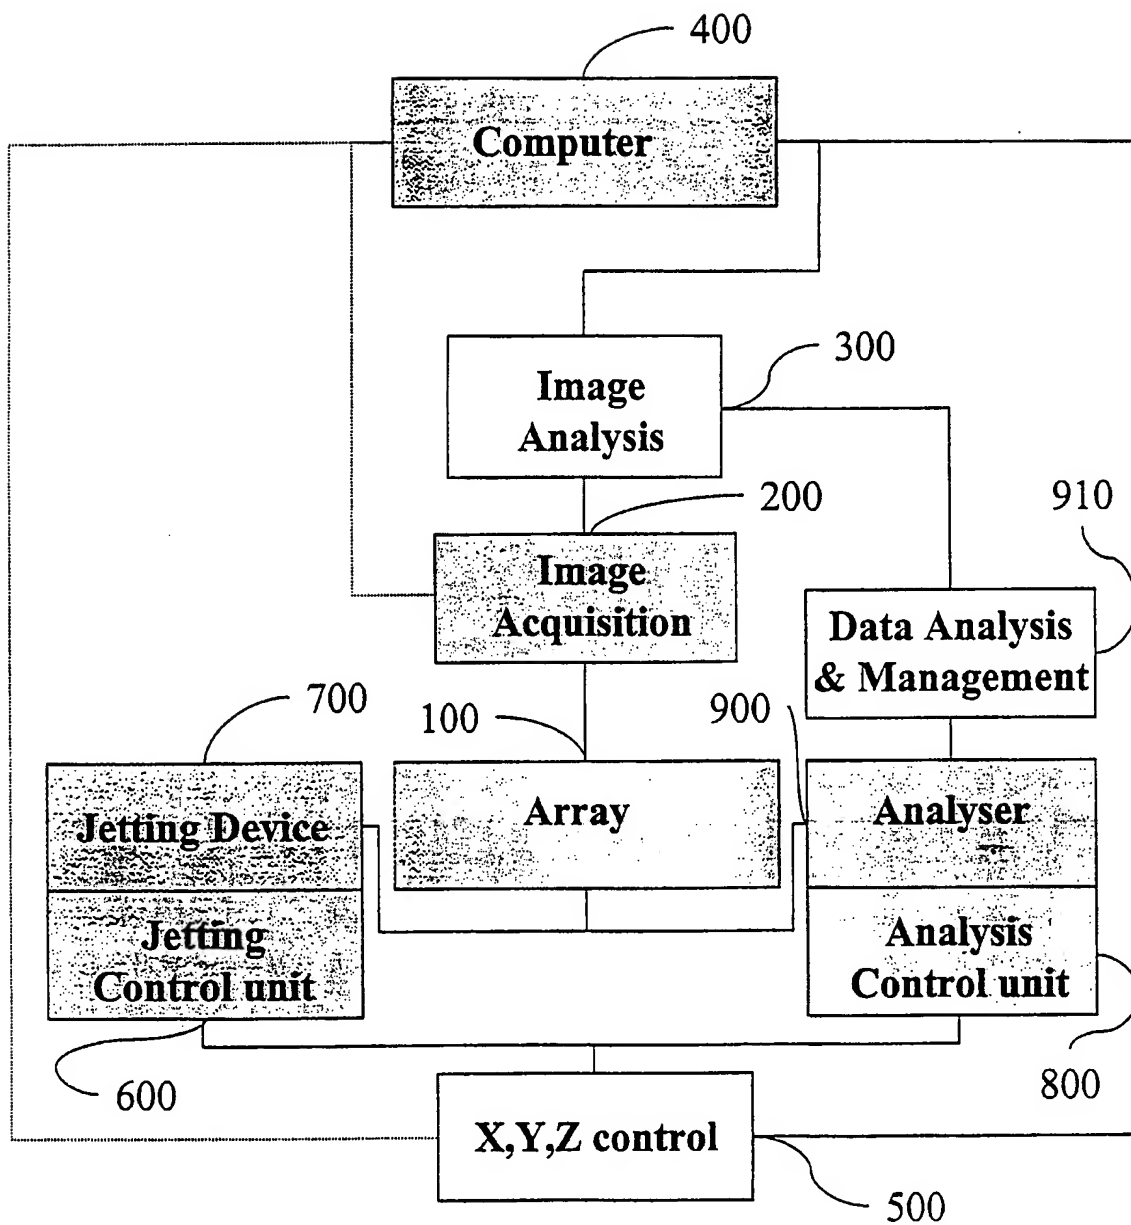 400
Computer
300
Image
Analysis
200
910
Image
Acquisition
Data Analysis
& Management
700
100
900
Jetting Device
Array
Analyser
Jetting
Control unit
Analysis
Control unit
600
800
X,Y,Z control
500